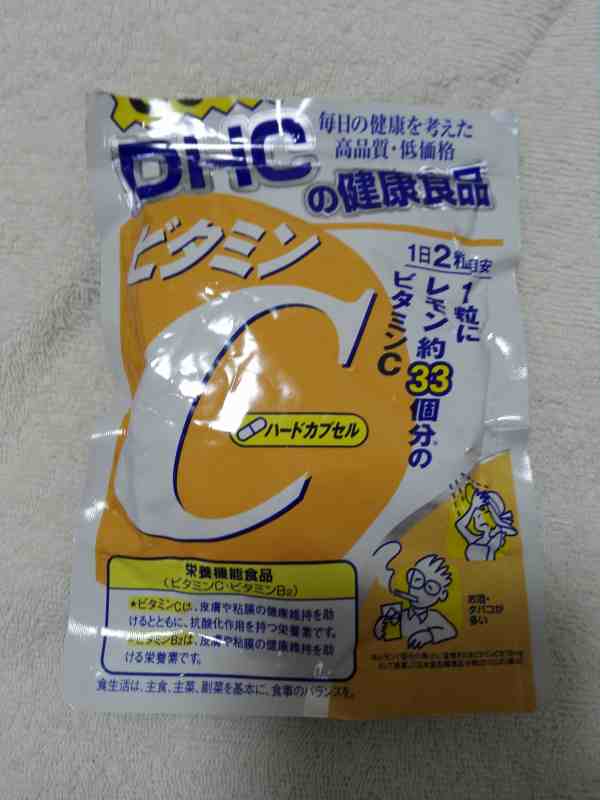 毎日の健康を考えた
高品質・低価格
DHC
の健康食品
ビタミン
C
1日2粒目安
1粒に
レモン約33個分の
ビタミンC
ハードカプセル
栄養機能食品
(ビタミンC・ビタミンB2)
★ビタミンCは、皮膚や粘膜の健康維持を助
けるとともに、抗酸化作用を持つ栄養素です。
ビタミンB2は、皮膚や粘膜の健康維持を助
ける栄養素です。
お酒・
タバコが
多い
食生活は、主食、主菜、副菜を基本に、食事のバランスを。